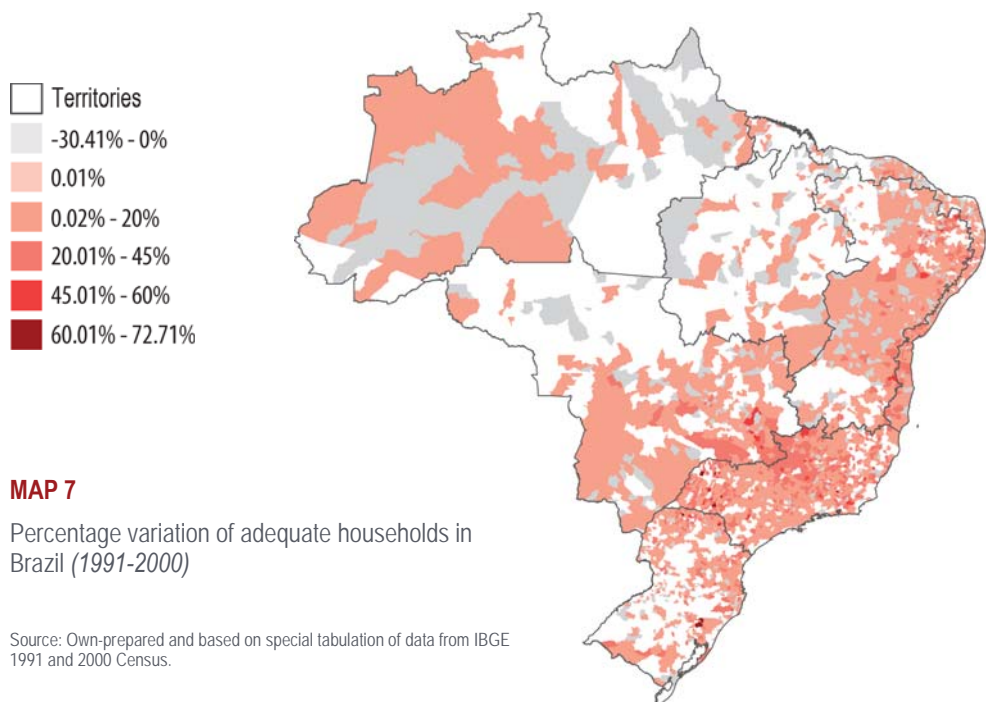 Territories
-30.41% - 0%
0.01%
0.02% - 20%
20.01% - 45%
45.01% - 60%
60.01% - 72.71%
MAP 7
Percentage variation of adequate households in
Brazil (1991-2000)
Source: Own-prepared and based on special tabulation of data from IBGE
1991 and 2000 Census.